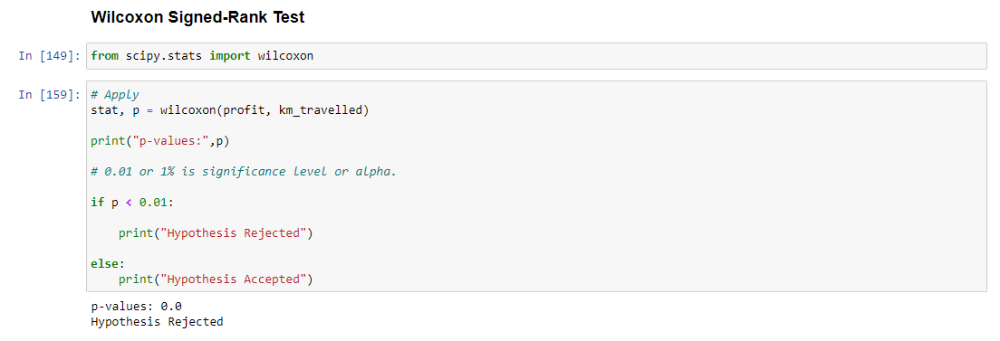 Wilcoxon Signed-Rank Test
In [149]: from scipy.stats import wilcoxon
In [159]: # Apply
stat, p = wilcoxon(profit, km_travelled)
print("p-values:",p)
# 0.01 or 1% is significance level or alpha.
if p < 0.01:
print("Hypothesis Rejected")
else:
print("Hypothesis Accepted")
p-values: 0.0
Hypothesis Rejected